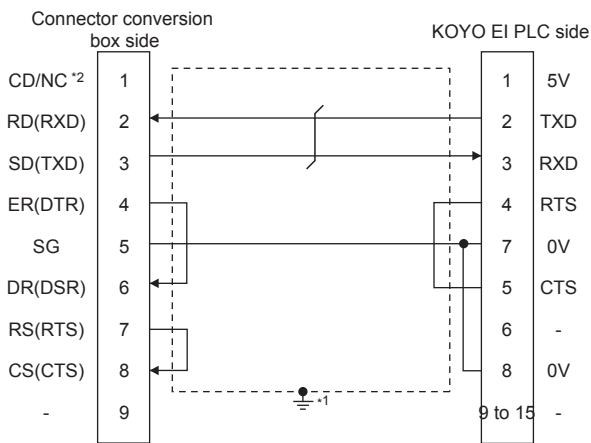 Connector conversion
box side
KOYO EI PLC side
CD/NC *2 1 1 5V
RD(RXD) 2 2 TXD
SD(TXD) 3 3 RXD
ER(DTR) 4 4 RTS
SG 5 7 0V
DR(DSR) 6 5 CTS
RS(RTS) 7 6 -
CS(CTS) 8 8 0V
*1
- 9 9 to 15 -